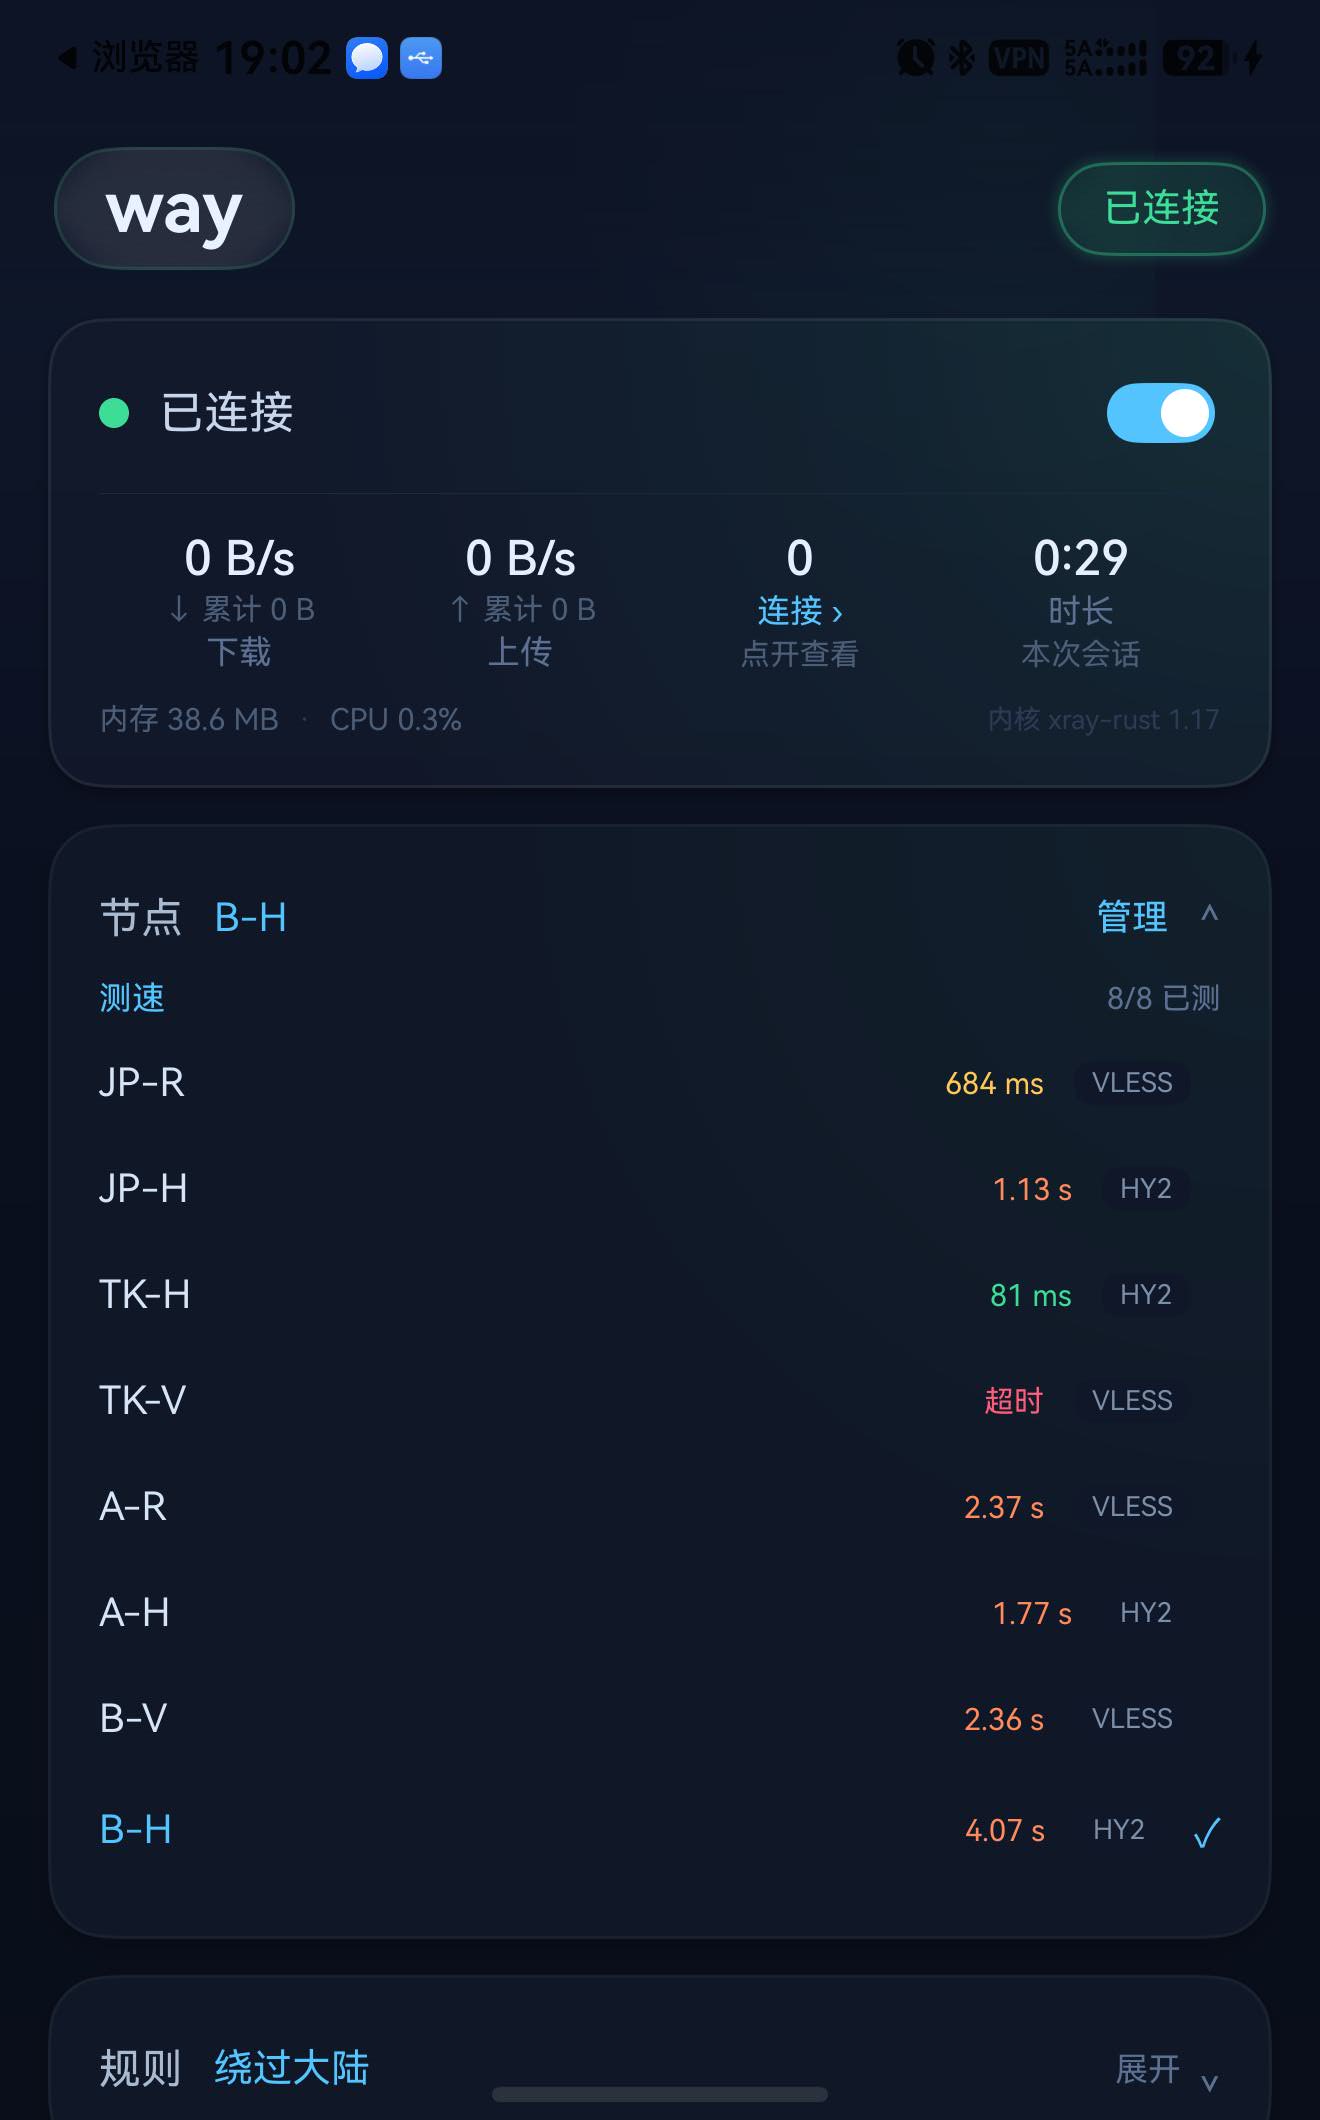 浏览器 19:02 VPN 5A 5A 92
way 已连接
已连接
0 B/s 0 B/s 0 0:29
↓ 累计 0 B ↑ 累计 0 B 连接 › 时长
下载 上传 点开查看 本次会话
内存 38.6 MB · CPU 0.3% 内核 xray-rust 1.17
节点 B-H 管理
测速 8/8 已测
JP-R 684 ms VLESS
JP-H 1.13 s HY2
TK-H 81 ms HY2
TK-V 超时 VLESS
A-R 2.37 s VLESS
A-H 1.77 s HY2
B-V 2.36 s VLESS
B-H 4.07 s HY2 ✓
规则 绕过大陆 展开